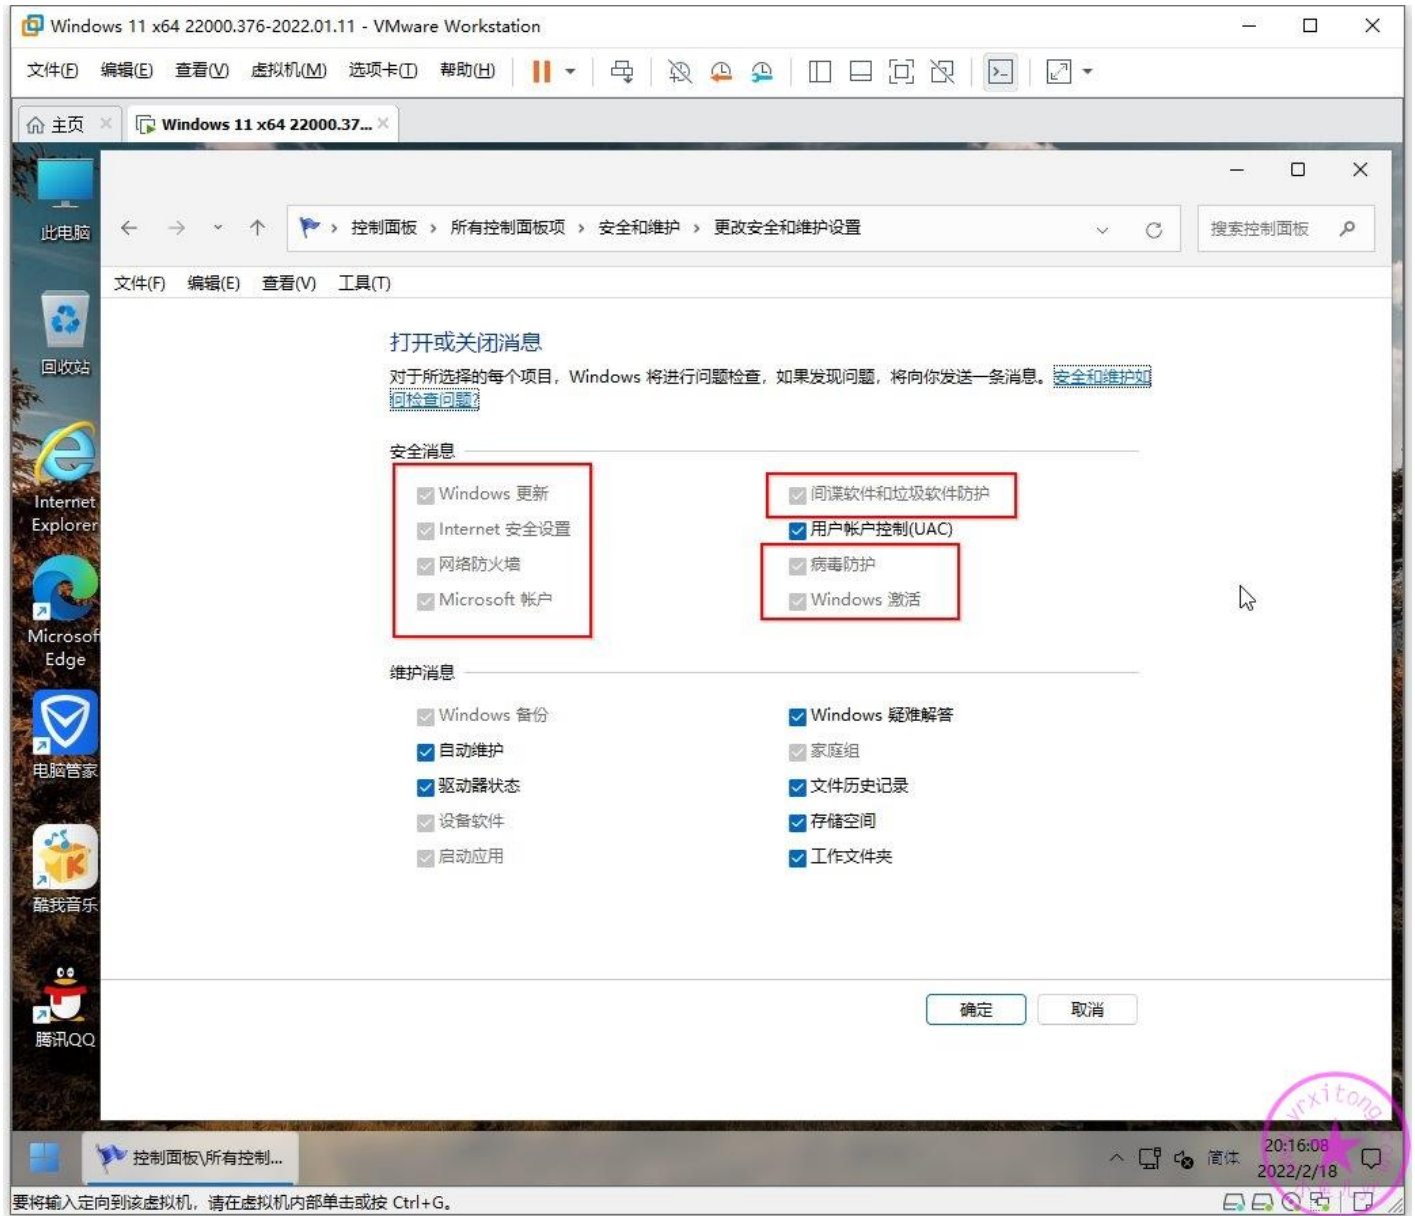 Windows 11 x64 22000.376-2022.01.11 - VMware Workstation
文件(F) 编辑(E) 查看(V) 虚拟机(M) 选项卡(T) 帮助(H)
主页 Windows 11 x64 22000.37...
此电脑
控制面板 › 所有控制面板项 › 安全和维护 › 更改安全和维护设置
搜索控制面板
文件(F) 编辑(E) 查看(V) 工具(T)
回收站
Internet
Explorer
Microsoft
Edge
电脑管家
酷我音乐
腾讯QQ
打开或关闭消息
对于所选择的每个项目，Windows 将进行问题检查，如果发现问题，将向你发送一条消息。安全和维护如
何检查问题?
安全消息
Windows 更新
间谍软件和垃圾软件防护
Internet 安全设置
用户帐户控制(UAC)
网络防火墙
病毒防护
Microsoft 帐户
Windows 激活
维护消息
Windows 备份
Windows 疑难解答
自动维护
家庭组
驱动器状态
文件历史记录
设备软件
存储空间
启动应用
工作文件夹
确定 取消
控制面板\所有控制...
简体
20:16:08
2022/2/18
要将输入定向到该虚拟机，请在虚拟机内部单击或按 Ctrl+G。